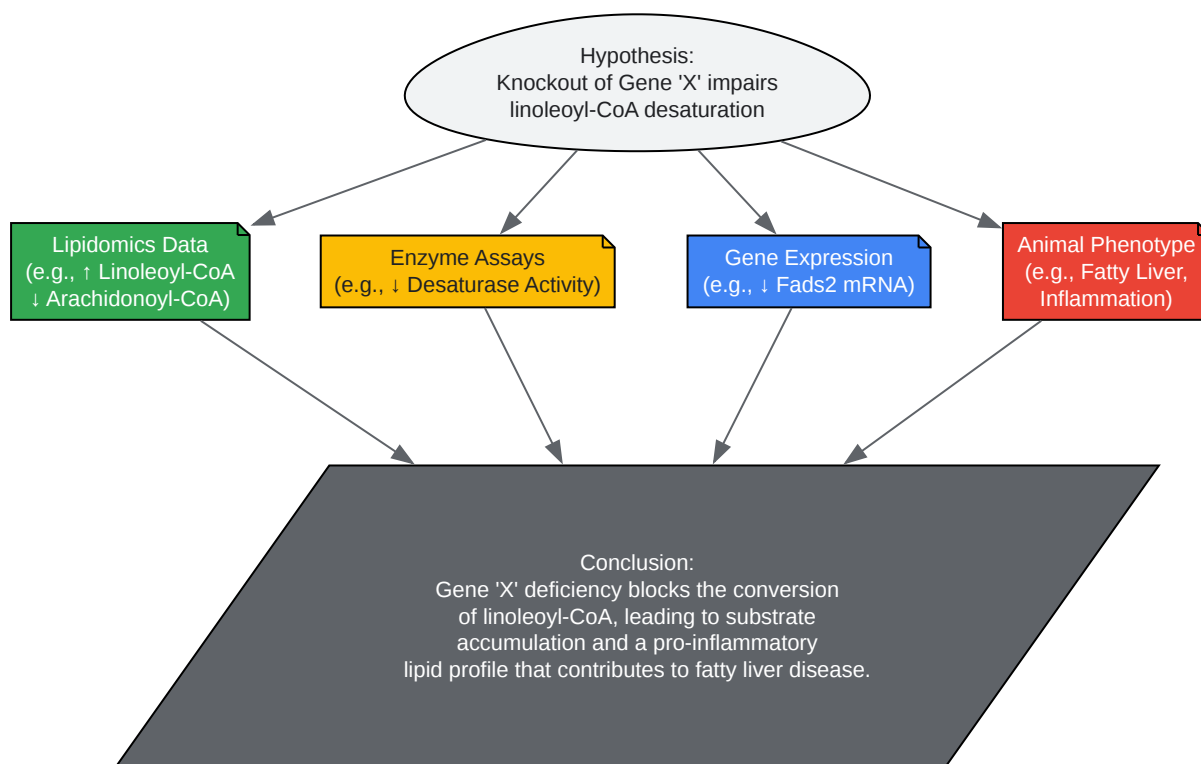 Hypothesis:
Knockout of Gene 'X' impairs
linoleoyl-CoA desaturation
Lipidomics Data
(e.g., ↑ Linoleoyl-CoA
↓ Arachidonoyl-CoA)
Enzyme Assays
(e.g., ↓ Desaturase Activity)
Gene Expression
(e.g., ↓ Fads2 mRNA)
Animal Phenotype
(e.g., Fatty Liver,
Inflammation)
Conclusion:
Gene 'X' deficiency blocks the conversion
of linoleoyl-CoA, leading to substrate
accumulation and a pro-inflammatory
lipid profile that contributes to fatty liver disease.